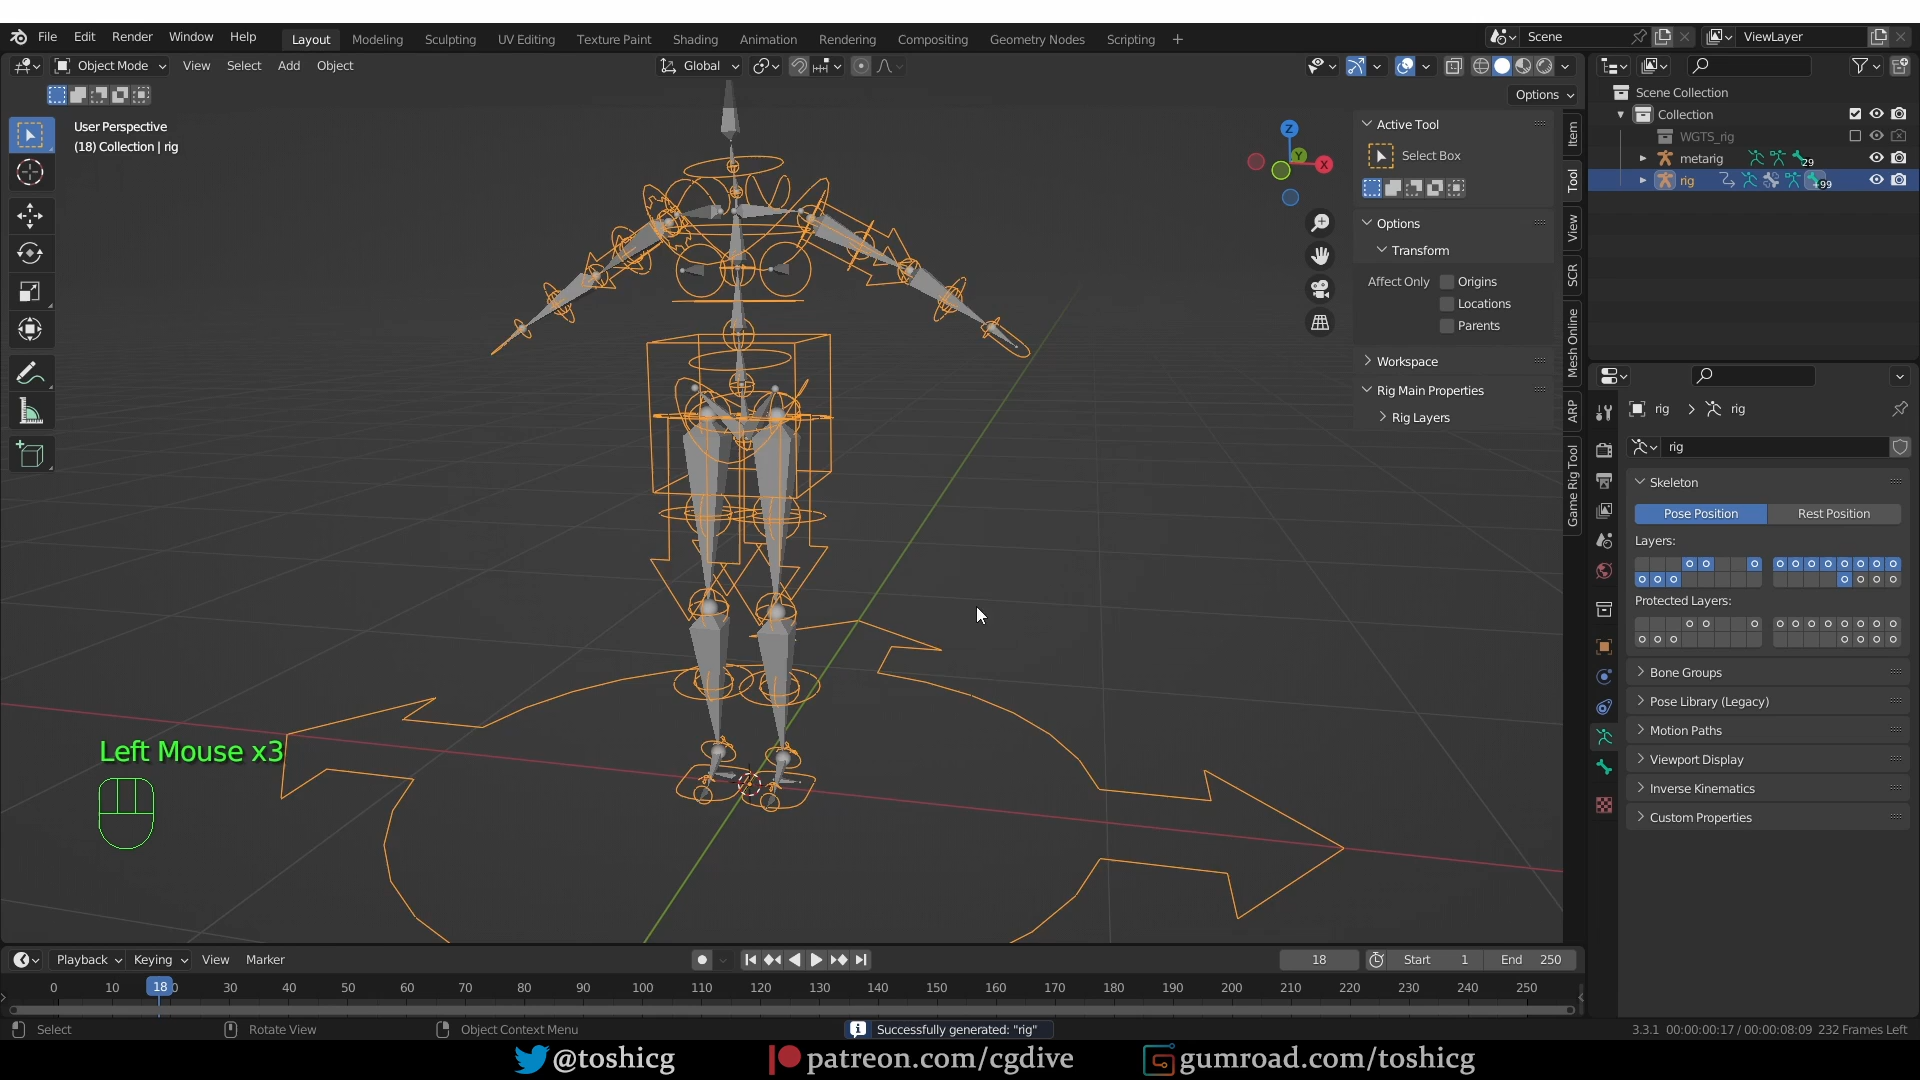 File Edit Render Window Help
Layout Modeling Sculpting UV Editing Texture Paint Shading Animation Rendering Compositing Geometry Nodes Scripting +
Scene
ViewLayer
Object Mode View Select Add Object
Global
Options
User Perspective
(18) Collection | rig
Z
Y
X
Active Tool
Select Box
Options
Transform
Affect Only Origins
Locations
Parents
Workspace
Rig Main Properties
Rig Layers
Item
Tool
View
SCR
Mesh Online
ARP
Game Rig Tool
Scene Collection
Collection
WGTS_rig
metarig 29
rig +99
rig > rig
rig
Skeleton
Pose Position Rest Position
Layers:
Protected Layers:
Bone Groups
Pose Library (Legacy)
Motion Paths
Viewport Display
Inverse Kinematics
Custom Properties
Left Mouse x3
Playback Keying View Marker
18 Start 1 End 250
0 10 18 30 40 50 60 70 80 90 100 110 120 130 140 150 160 170 180 190 200 210 220 230 240 250
Select Rotate View Object Context Menu
Successfully generated: "rig"
3.3.1 00:00:00:17 / 00:00:08:09 232 Frames Left
@toshicg patreon.com/cgdive gumroad.com/toshicg